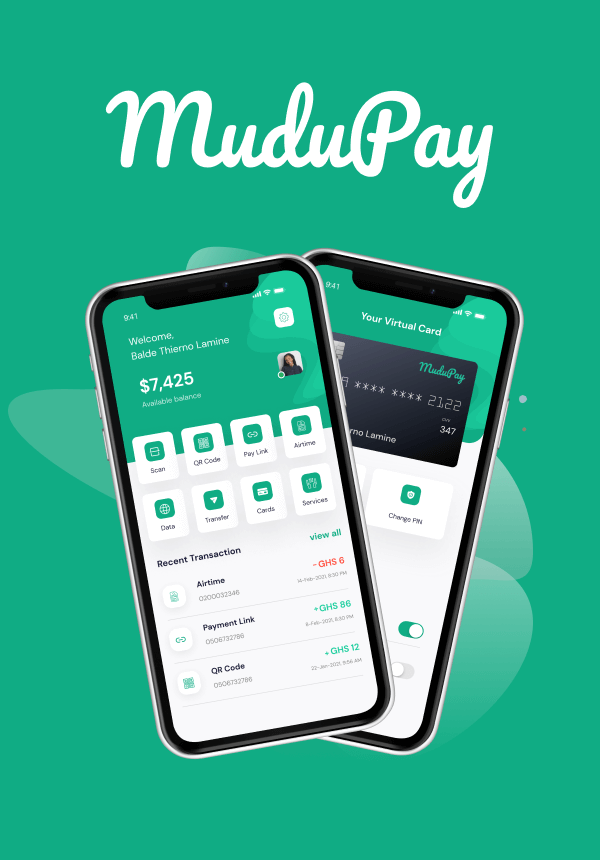 MuduPay
9:41
Welcome,
Balde Thierno Lamine
$7,425
Available balance
Scan
QR Code
Pay Link
Airtime
Data
Transfer
Cards
Services
Recent Transaction
view all
Airtime
-GHS 6
0200032346
14-Feb-2021, 8:30 PM
Payment Link
+GHS 86
0506732786
6-Feb-2021, 8:30 PM
QR Code
+GHS 12
0506732786
22-Jan-2021, 9:56 AM
9:41
Your Virtual Card
MuduPay
**** **** 2122
CVV
347
Lamine
Change PIN